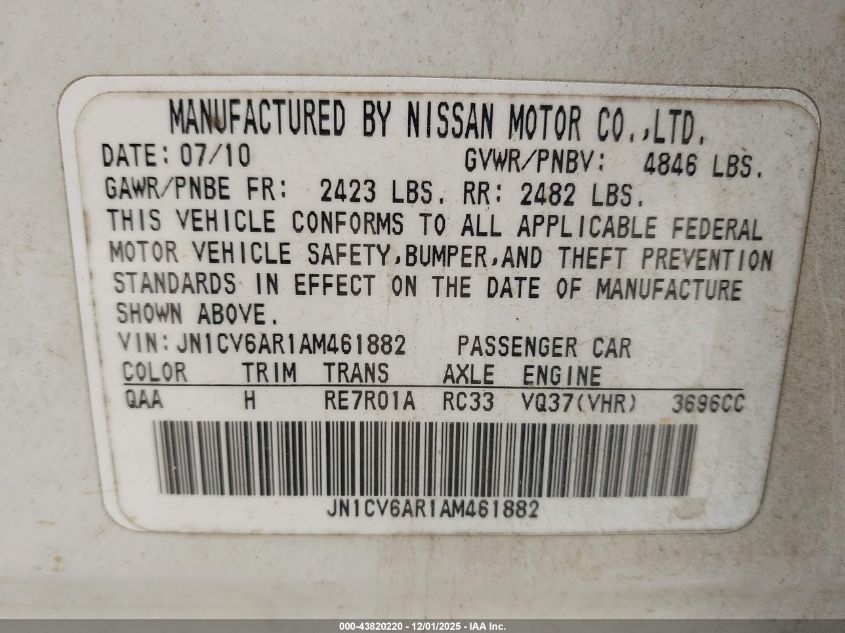 MANUFACTURED BY NISSAN MOTOR CO.,LTD.
DATE: 07/10 GVWR/PNBV: 4846 LBS.
GAWR/PNBE FR: 2423 LBS. RR: 2482 LBS.
THIS VEHICLE CONFORMS TO ALL APPLICABLE FEDERAL
MOTOR VEHICLE SAFETY,BUMPER,AND THEFT PREVENTION
STANDARDS IN EFFECT ON THE DATE OF MANUFACTURE
SHOWN ABOVE.
VIN: JN1CV6AR1AM461882 PASSENGER CAR
COLOR TRIM TRANS AXLE ENGINE
QAA H RE7R01A RC33 VQ37(VHR) 3696CC
JN1CV6AR1AM461882
000-43820220 - 12/01/2025 - IAA Inc.